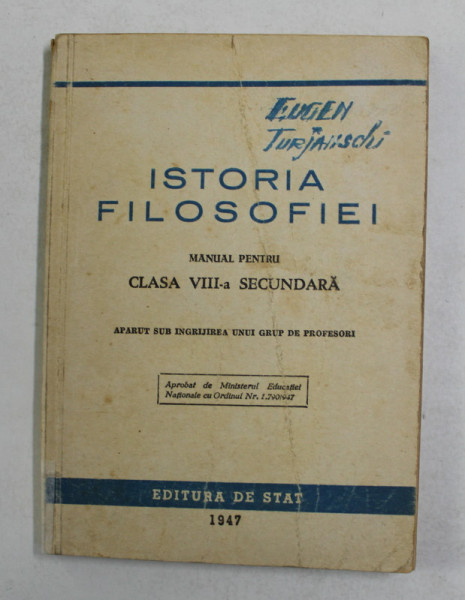 EUGEN
Turjanschi
ISTORIA
FILOSOFIEI
MANUAL PENTRU
CLASA VIII-a SECUNDARĂ
APARUT SUB INGRIJIREA UNUI GRUP DE PROFESORI
Aprobat de Ministerul Educatiei
Naționale cu Ordinul Nr.
EDITURA DE STAT
1947